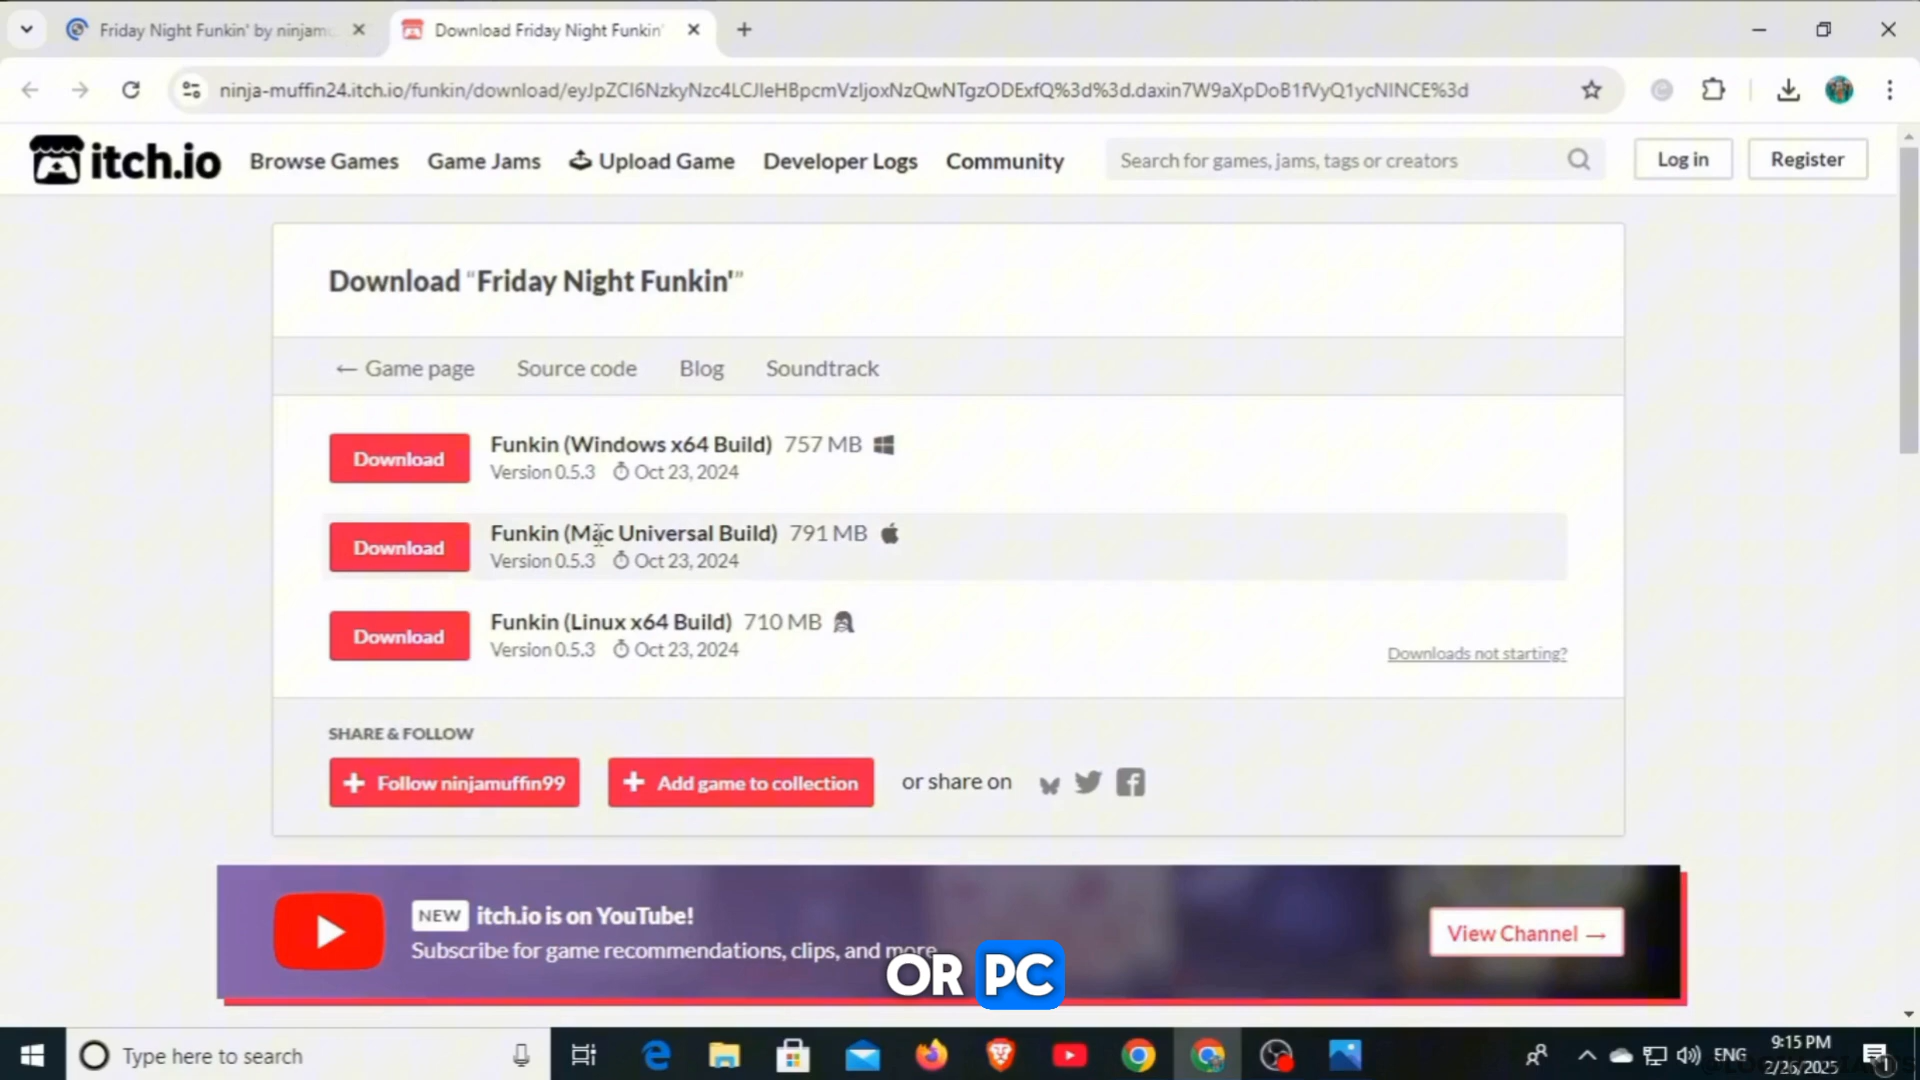 Friday Night Funkin' by ninjam
Download Friday Night Funkin'
ninja-muffin24.itch.io/funkin/download/eyJpZCI6NzkyNzc4LCJleHBpcmVzIjoxNzQwNTgzODExfQ%3d%3d.daxin7W9aXpDoB1fVyQ1ycNINCE%3d
itch.io Browse Games Game Jams Upload Game Developer Logs Community Search for games, jams, tags or creators Log in Register
Download “Friday Night Funkin'”
← Game page Source code Blog Soundtrack
Download Funkin (Windows x64 Build) 757 MB
Version 0.5.3 Oct 23, 2024
Download Funkin (Mac Universal Build) 791 MB
Version 0.5.3 Oct 23, 2024
Download Funkin (Linux x64 Build) 710 MB
Version 0.5.3 Oct 23, 2024
Downloads not starting?
SHARE & FOLLOW
+ Follow ninjamuffin99 + Add game to collection or share on
NEW itch.io is on YouTube!
Subscribe for game recommendations, clips, and more
View Channel →
OR PC
Type here to search
ENG
9:15 PM
2/26/2025
1